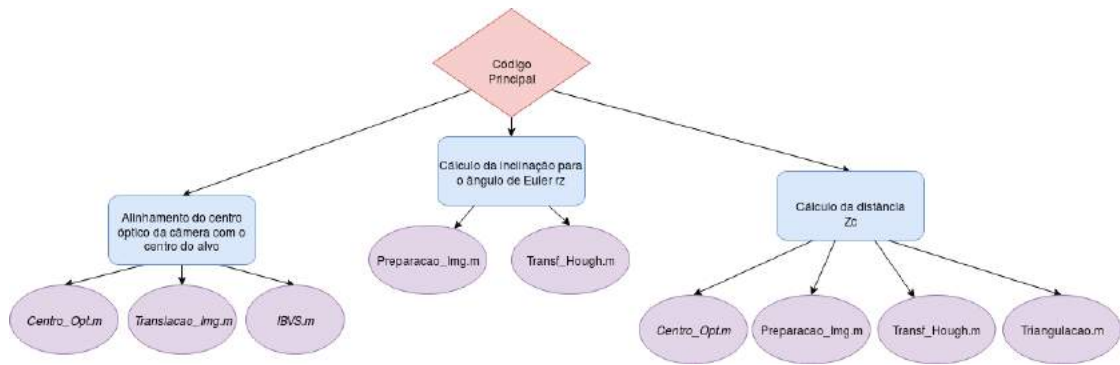 Código
Principal
Cálculo da inclinação para
o ângulo de Euler rz
Alinhamento do centro
óptico da câmera com o
centro do alvo
Cálculo da distância
Zc
Preparacao_Img.m
Transf_Hough.m
Centro_Opt.m
Translacao_Img.m
IBVS.m
Centro_Opt.m
Preparacao_Img.m
Transf_Hough.m
Triangulacao.m